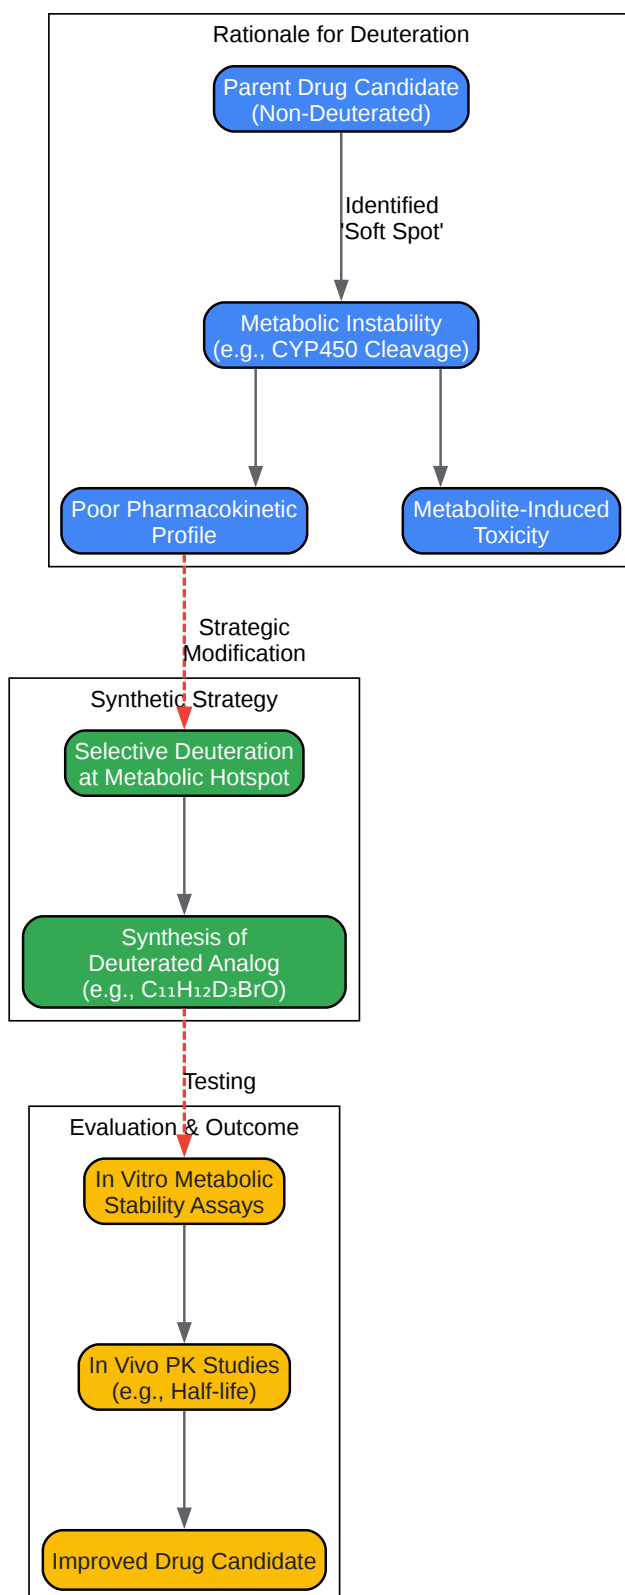 Rationale for Deuteration
Parent Drug Candidate
(Non-Deuterated)
Identified
'Soft Spot'
Metabolic Instability
(e.g., CYP450 Cleavage)
Poor Pharmacokinetic
Profile
Metabolite-Induced
Toxicity
Strategic
Modification
Synthetic Strategy
Selective Deuteration
at Metabolic Hotspot
Synthesis of
Deuterated Analog
(e.g., C₁₁H₁₂D₃BrO)
Testing
Evaluation & Outcome
In Vitro Metabolic
Stability Assays
In Vivo PK Studies
(e.g., Half-life)
Improved Drug Candidate